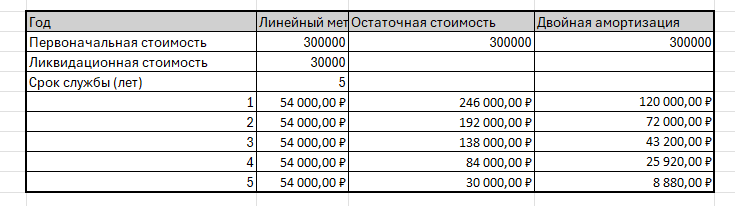 Год Линейный мет Остаточная стоимость Двойная амортизация
Первоначальная стоимость 300000 300000 300000
Ликвидационная стоимость 30000
Срок службы (лет) 5
1 54 000,00 ₽ 246 000,00 ₽ 120 000,00 ₽
2 54 000,00 ₽ 192 000,00 ₽ 72 000,00 ₽
3 54 000,00 ₽ 138 000,00 ₽ 43 200,00 ₽
4 54 000,00 ₽ 84 000,00 ₽ 25 920,00 ₽
5 54 000,00 ₽ 30 000,00 ₽ 8 880,00 ₽